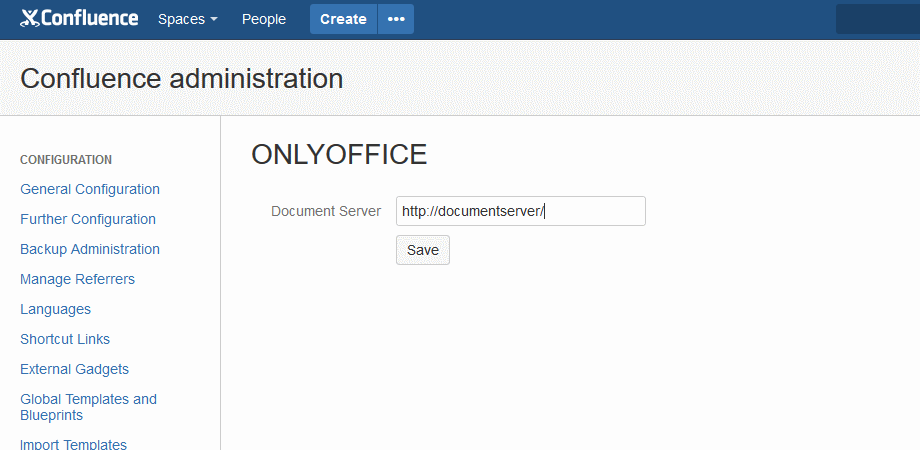 Confluence Spaces People Create •••
Confluence administration
CONFIGURATION
General Configuration
Further Configuration
Backup Administration
Manage Referrers
Languages
Shortcut Links
External Gadgets
Global Templates and
Blueprints
Import Templates
ONLYOFFICE
Document Server http://documentserver/
Save